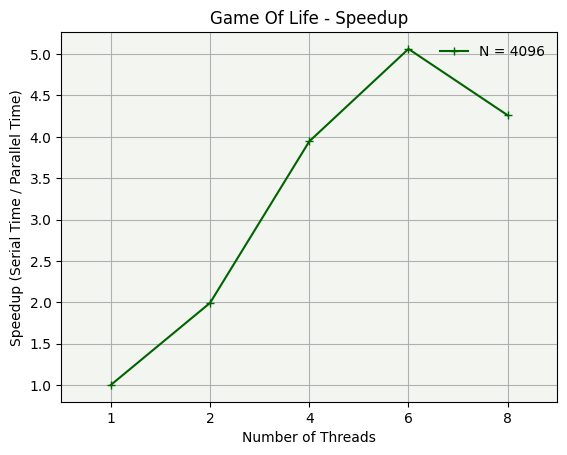 Game Of Life - Speedup
N = 4096
Speedup (Serial Time / Parallel Time)
5.0
4.5
4.0
3.5
3.0
2.5
2.0
1.5
1.0
1 2 4 6 8
Number of Threads